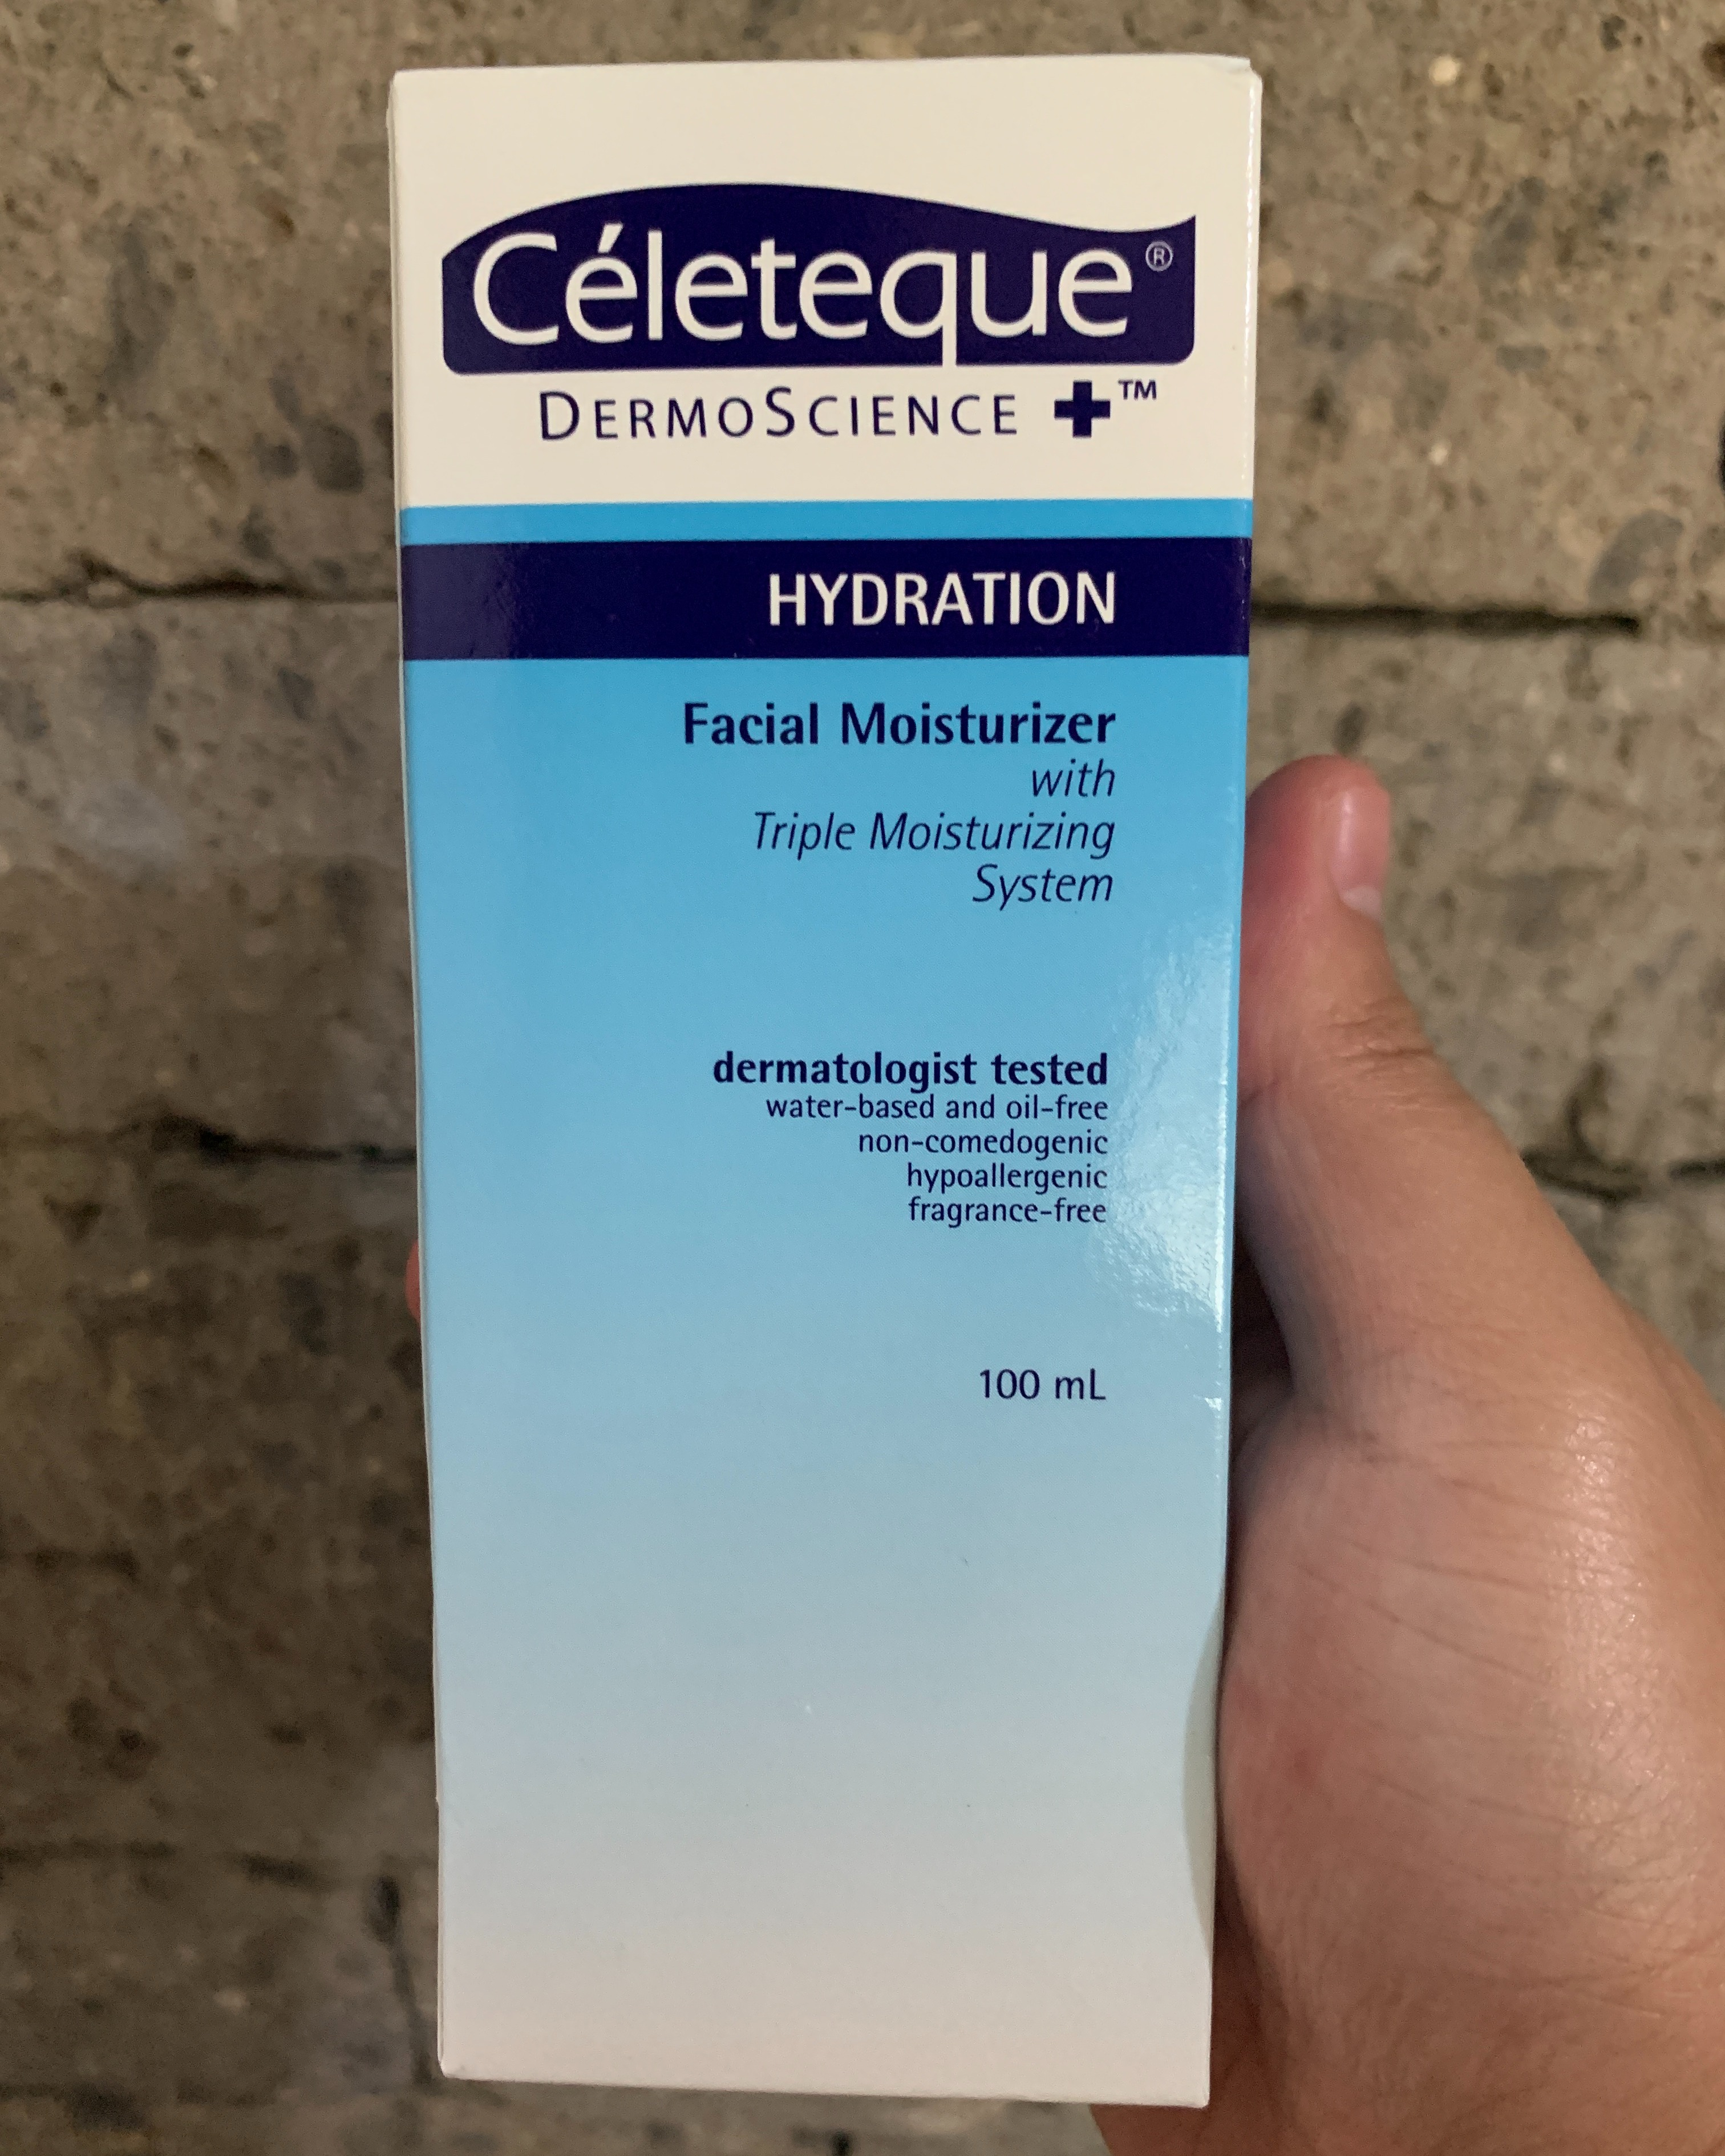 Céleteque®
DERMOSCIENCE +™
HYDRATION
Facial Moisturizer
with
Triple Moisturizing
System
dermatologist tested
water-based and oil-free
non-comedogenic
hypoallergenic
fragrance-free
100 mL